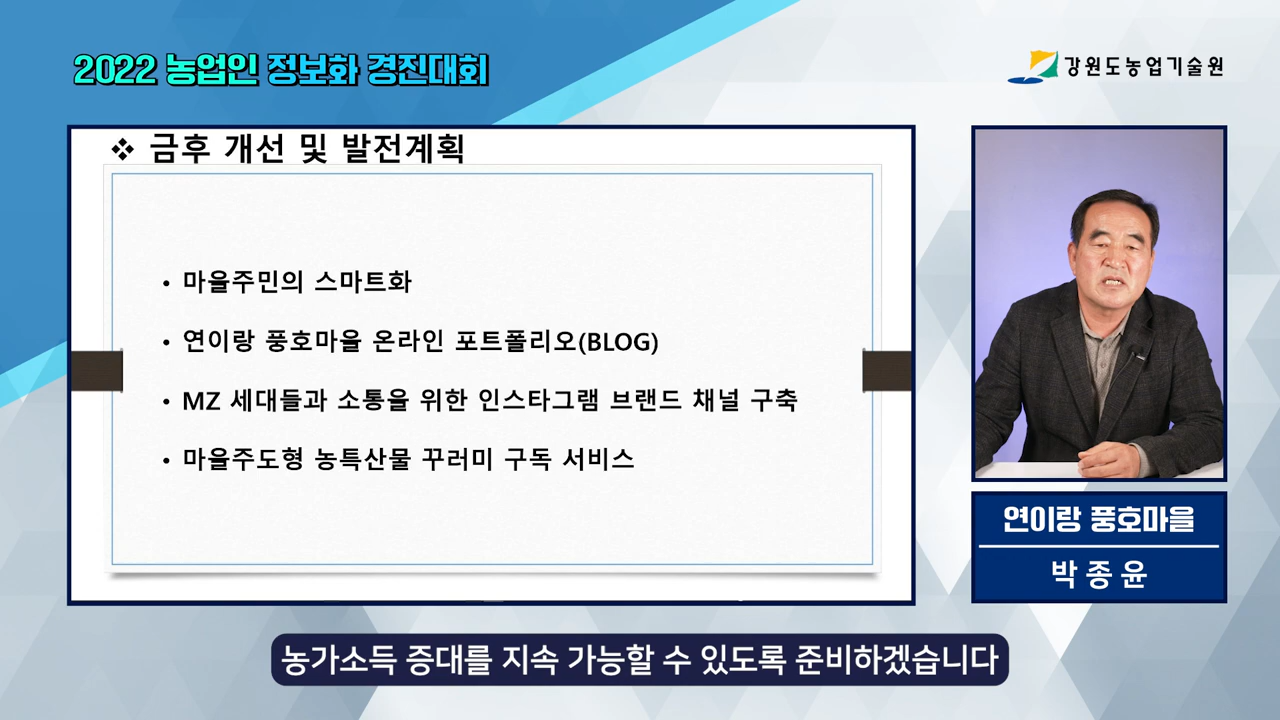 2022 농업인 정보화 경진대회
강원도농업기술원
❖ 금후 개선 및 발전계획
• 마을주민의 스마트화
• 연이랑 풍호마을 온라인 포트폴리오(BLOG)
• MZ 세대들과 소통을 위한 인스타그램 브랜드 채널 구축
• 마을주도형 농특산물 꾸러미 구독 서비스
연이랑 풍호마을
박종윤
농가소득 증대를 지속 가능할 수 있도록 준비하겠습니다